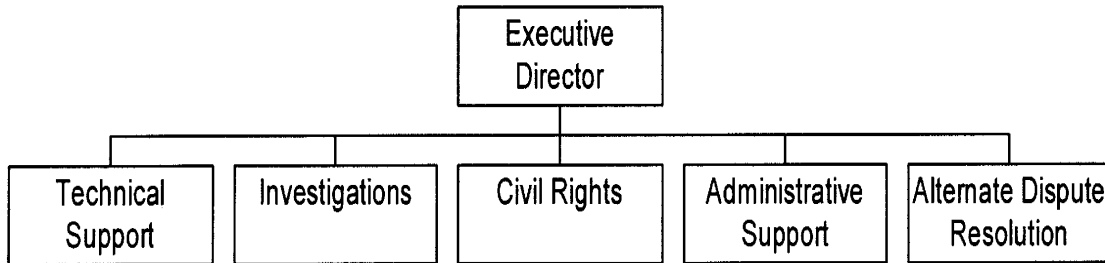 Executive
Director
Technical
Support
Investigations
Civil Rights
Administrative
Support
Alternate Dispute
Resolution